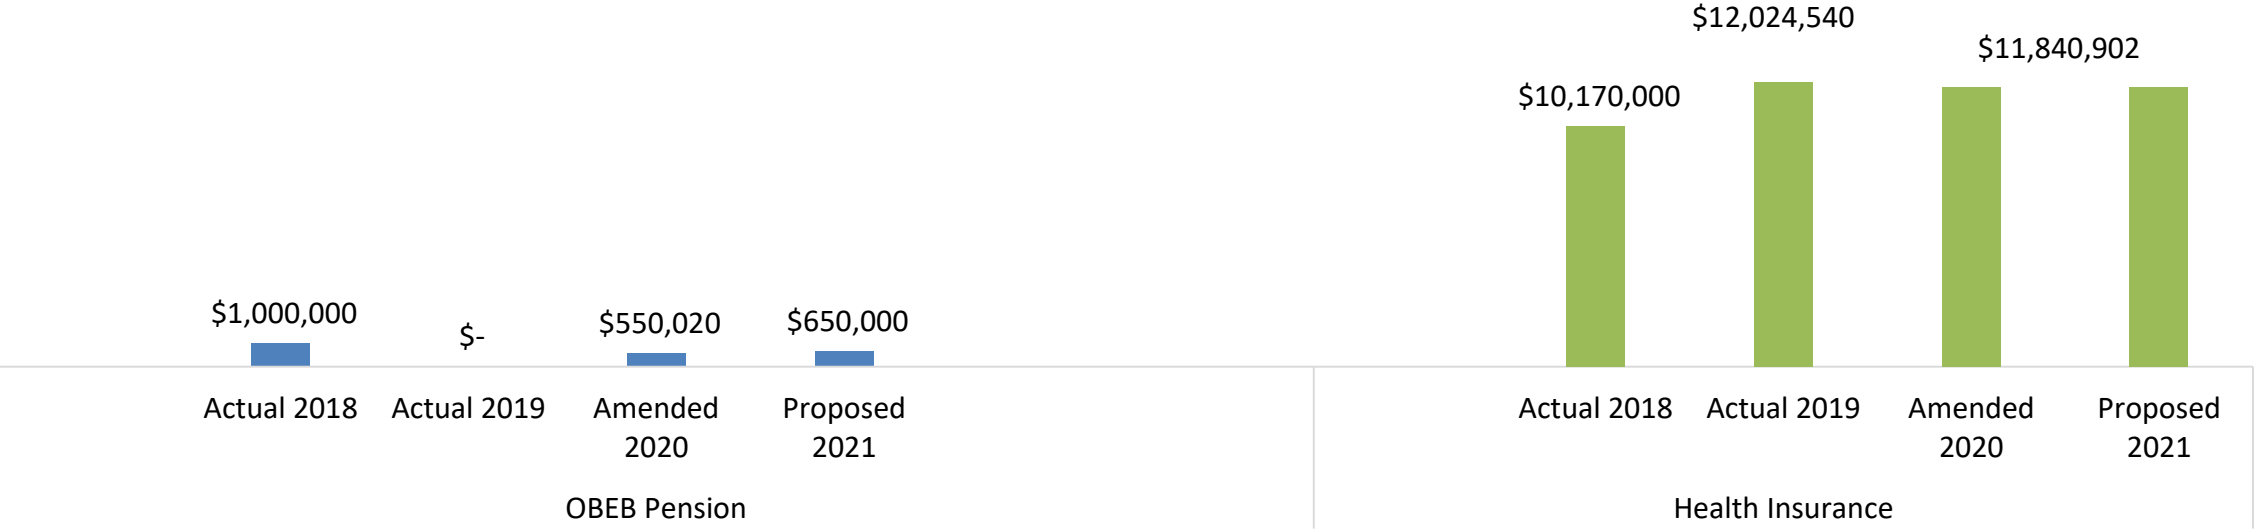 $12,024,540
$11,840,902
$10,170,000
$1,000,000
$-
$550,020
$650,000
Actual 2018 Actual 2019 Amended 2020 Proposed 2021
Actual 2018 Actual 2019 Amended 2020 Proposed 2021
OBEB Pension
Health Insurance